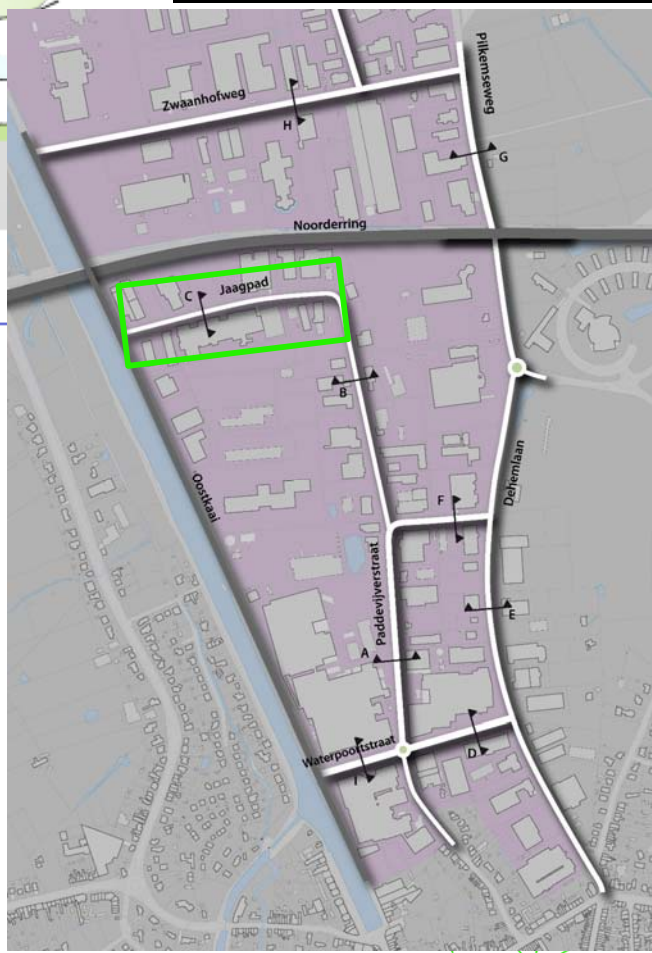 Pilkemseweg
Zwaanhofweg
H
G
Noorderring
Jaagpad
C
B
Oostkaai
Dehemlaan
F
Paddevijverstraat
E
A
Waterpoortstraat
D
I